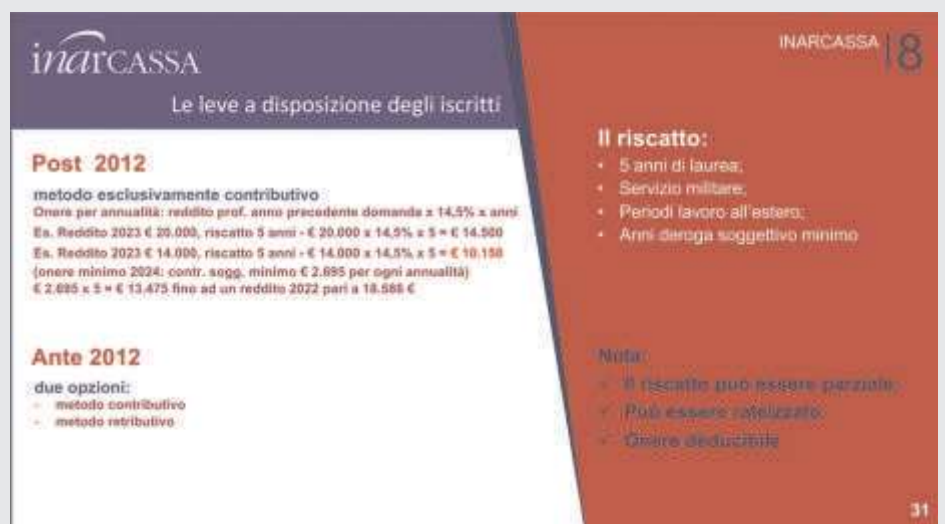 inarCASSA
Le leve a disposizione degli iscritti
Post 2012
metodo esclusivamente contributivo
Onere per annualità: reddito prof. anno precedente domanda x 14,5% x anni
Es. Reddito 2023 € 20.000, riscatto 5 anni - € 20.000 x 14,5% x 5 = € 14.500
Es. Reddito 2023 € 14.000, riscatto 5 anni - € 14.000 x 14,5% x 5 = € 10.150
(onere minimo 2024: contr. sogg. minimo € 2.695 per ogni annualità)
€ 2.695 x 5 = € 13.475 fino ad un reddito 2022 pari a 18.586 €
Ante 2012
due opzioni:
- metodo contributivo
- metodo retributivo
INARCASSA | 8
Il riscatto:
• 5 anni di laurea;
• Servizio militare;
• Periodi lavoro all'estero;
• Anni deroga soggettivo minimo
Nota:
• Il riscatto può essere parziale;
• Può essere rateizzato
• Onere deducibile
31